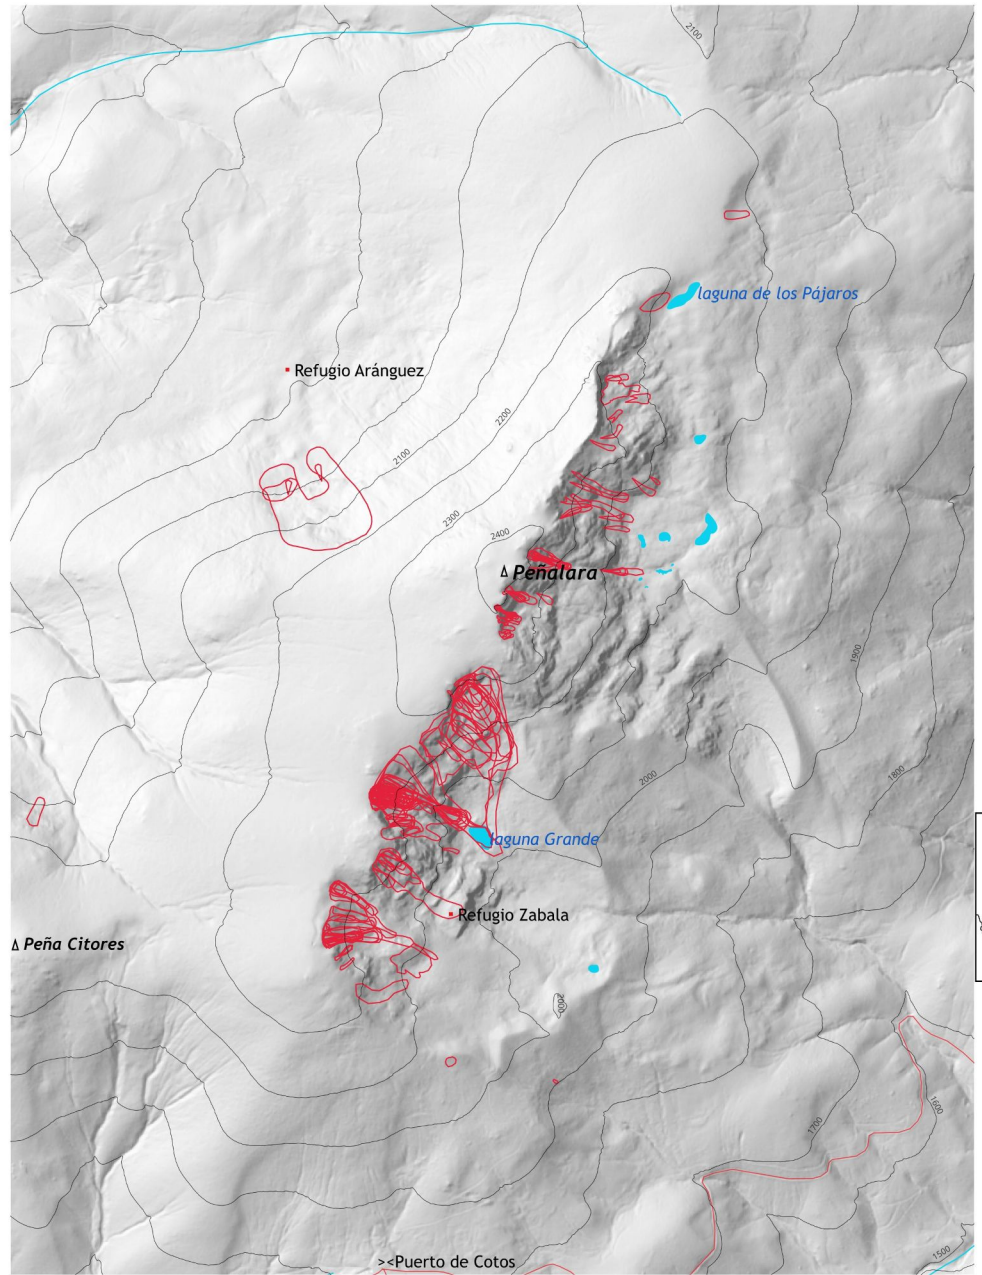 2100
laguna de los Pájaros
Refugio Aránguez
2200
2100
2300
2400
Peñalara
1900
2000
1800
laguna Grande
Refugio Zabala
Peña Citores
2000
1600
1700
1500
><Puerto de Cotos